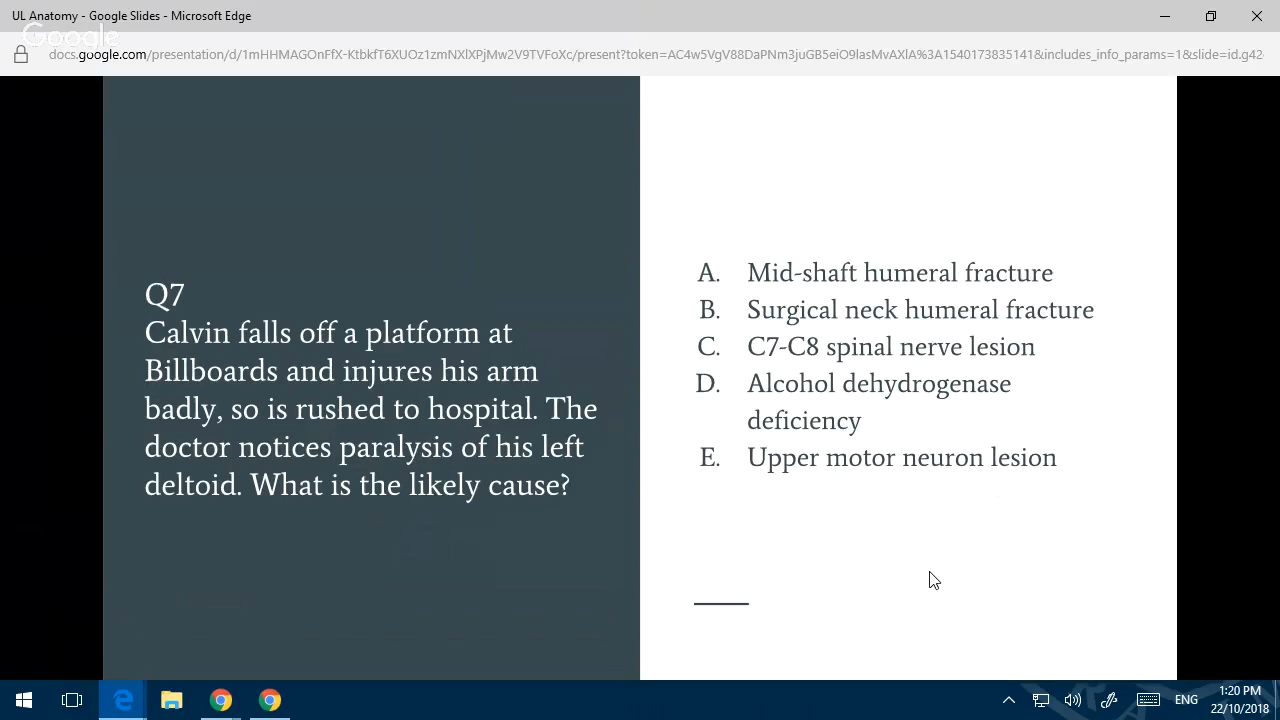 UL Anatomy - Google Slides - Microsoft Edge
Google
docs.google.com/presentation/d/1mHHMAGOnFfX-KtbkfT6XUOz1zmNXlXPjMw2V9TVFoXc/present?token=AC4w5VgV88DaPNm3juGB5eiO9lasMvAXlA%3A1540173835141&includes_info_params=1&slide=id.g42
Q7
Calvin falls off a platform at
Billboards and injures his arm
badly, so is rushed to hospital. The
doctor notices paralysis of his left
deltoid. What is the likely cause?
A. Mid-shaft humeral fracture
B. Surgical neck humeral fracture
C. C7-C8 spinal nerve lesion
D. Alcohol dehydrogenase
deficiency
E. Upper motor neuron lesion
ENG
1:20 PM
22/10/2018